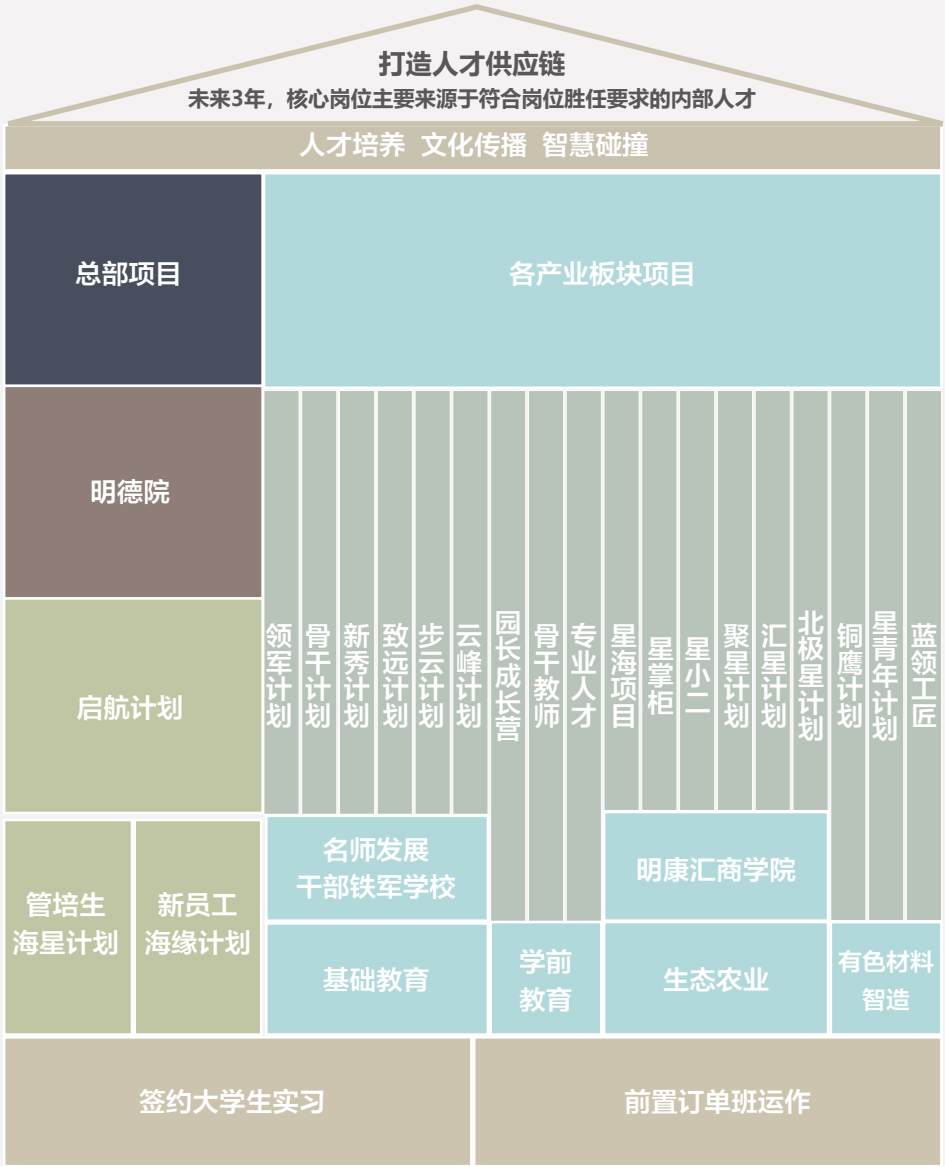 打造人才供应链
未来3年，核心岗位主要来源于符合岗位胜任要求的内部人才
人才培养 文化传播 智慧碰撞
总部项目
各产业板块项目
明德院
启航计划
领军计划
骨干计划
新秀计划
致远计划
步云计划
云峰计划
园长成长营
骨干教师
专业人才
星海项目
星掌柜
星小二
聚星计划
汇星计划
北极星计划
铜鹰计划
星青年计划
蓝领工匠
管培生
海星计划
新员工
海缘计划
名师发展
干部铁军学校
明康汇商学院
基础教育
学前
教育
生态农业
有色材料
智造
签约大学生实习
前置订单班运作